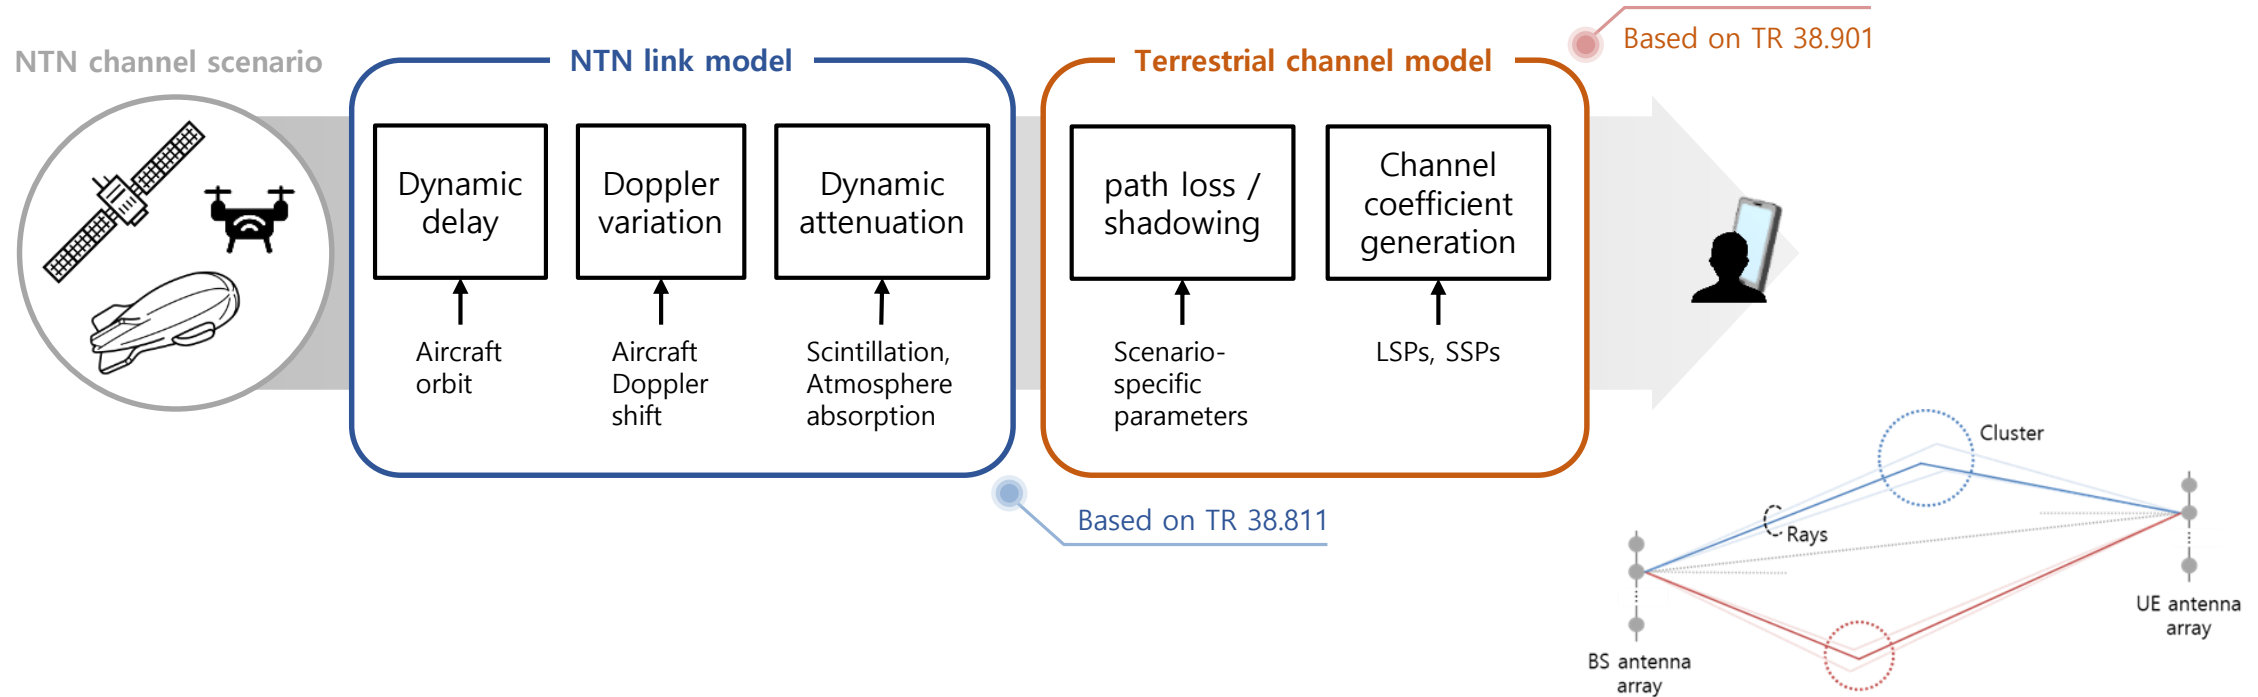 NTN channel scenario
NTN link model
Terrestrial channel model
Based on TR 38.901
Dynamic
delay
Doppler
variation
Dynamic
attenuation
path loss /
shadowing
Channel
coefficient
generation
Aircraft
orbit
Aircraft
Doppler
shift
Scintillation,
Atmosphere
absorption
Scenario-
specific
parameters
LSPs, SSPs
Based on TR 38.811
Cluster
Rays
BS antenna
array
UE antenna
array